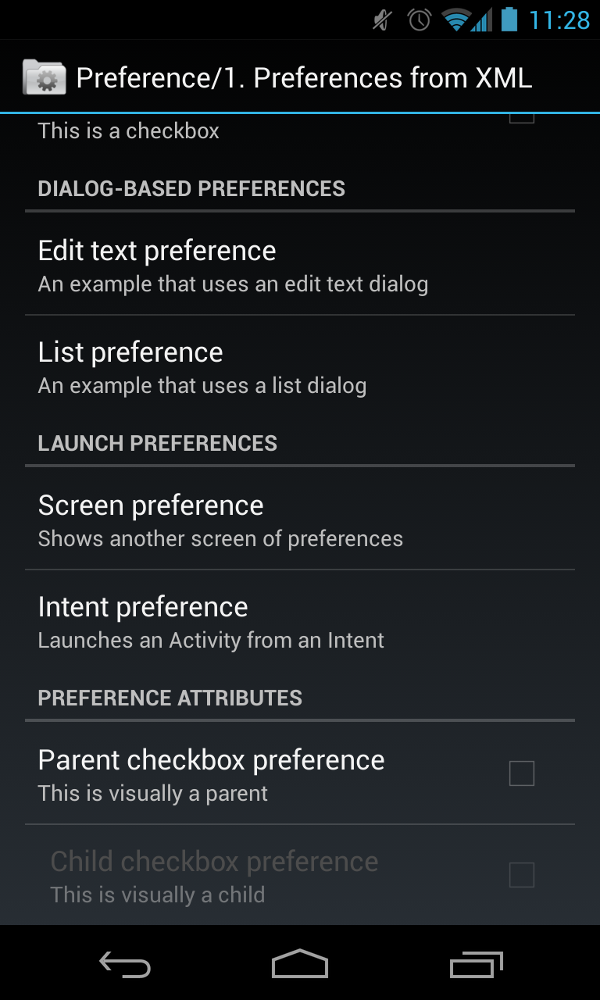 11:28
Preference/1. Preferences from XML
This is a checkbox
DIALOG-BASED PREFERENCES
Edit text preference
An example that uses an edit text dialog
List preference
An example that uses a list dialog
LAUNCH PREFERENCES
Screen preference
Shows another screen of preferences
Intent preference
Launches an Activity from an Intent
PREFERENCE ATTRIBUTES
Parent checkbox preference
This is visually a parent
Child checkbox preference
This is visually a child